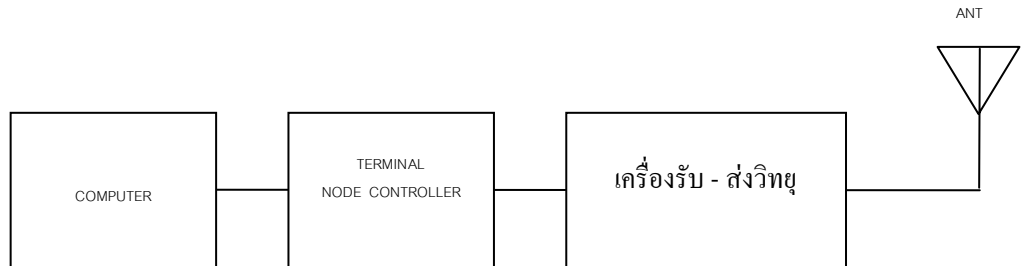 ANT
COMPUTER
TERMINAL
NODE CONTROLLER
เครื่องรับ - ส่งวิทยุ